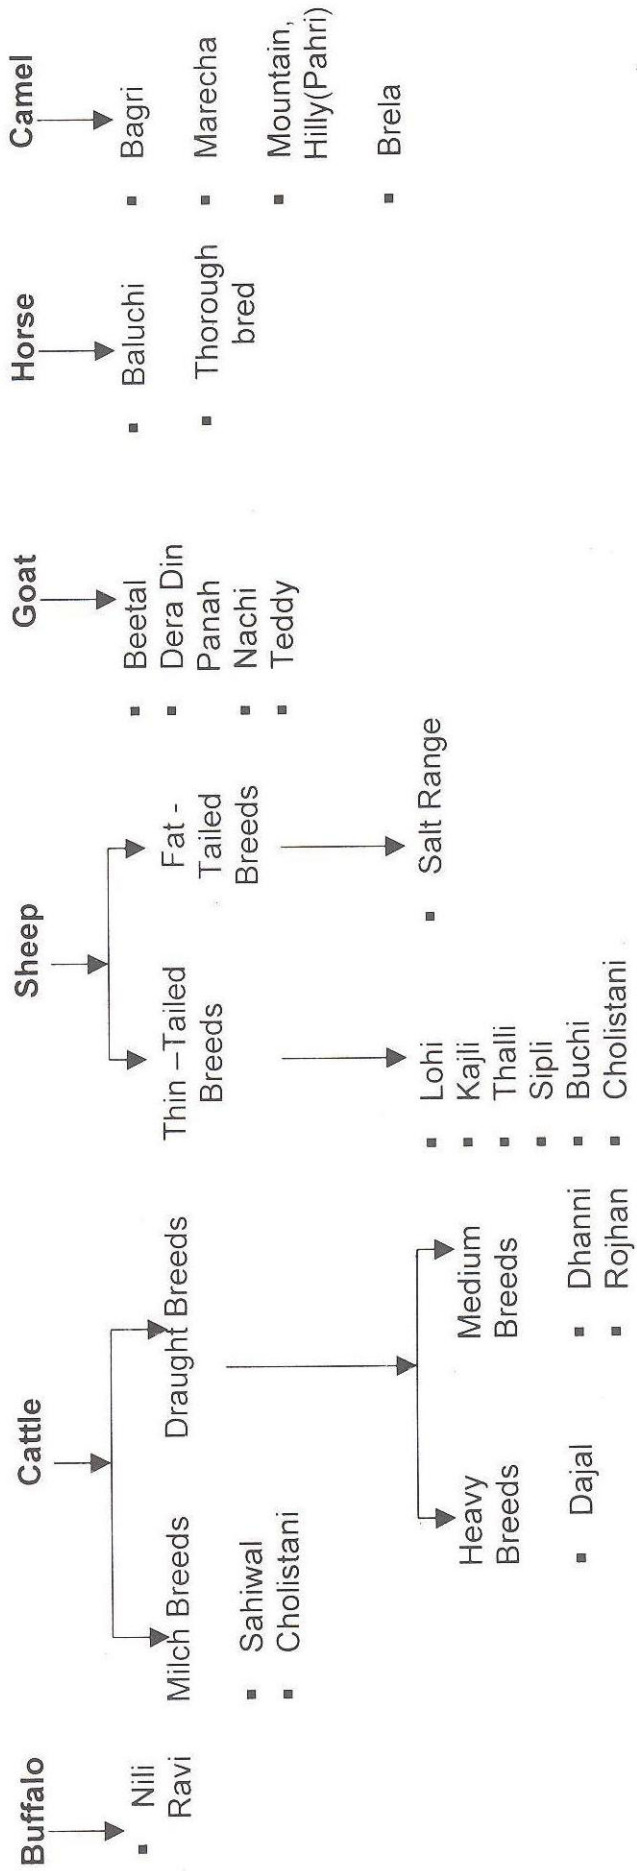 Buffalo
Nili
Ravi
Cattle
Milch Breeds
Sahiwal
Cholistani
Draught Breeds
Heavy
Breeds
Dajal
Medium
Breeds
Dhanni
Rojhan
Sheep
Thin –Tailed
Breeds
Lohi
Kajli
Thalli
Sipli
Buchi
Cholistani
Fat -
Tailed
Breeds
Salt Range
Goat
Beetal
Dera Din
Panah
Nachi
Teddy
Horse
Baluchi
Thorough
bred
Camel
Bagri
Marecha
Mountain,
Hilly(Pahri)
Brela